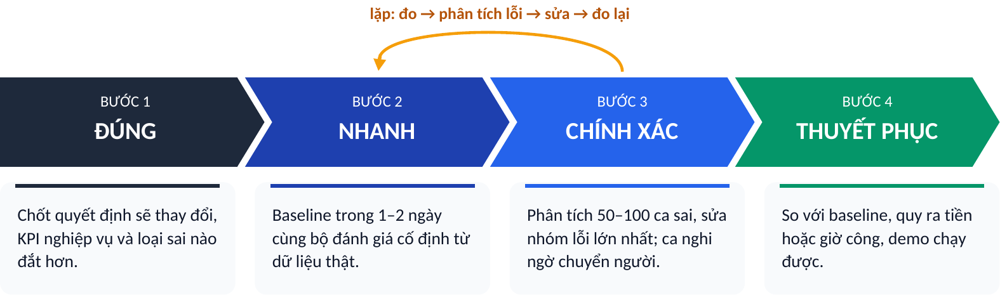 lặp: đo → phân tích lỗi → sửa → đo lại
BƯỚC 1
ĐÚNG
BƯỚC 2
NHANH
BƯỚC 3
CHÍNH XÁC
BƯỚC 4
THUYẾT PHỤC
Chốt quyết định sẽ thay đổi,
KPI nghiệp vụ và loại sai nào
đắt hơn.
Baseline trong 1–2 ngày
cùng bộ đánh giá cố định từ
dữ liệu thật.
Phân tích 50–100 ca sai, sửa
nhóm lỗi lớn nhất; ca nghi
ngờ chuyển người.
So với baseline, quy ra tiền
hoặc giờ công, demo chạy
được.